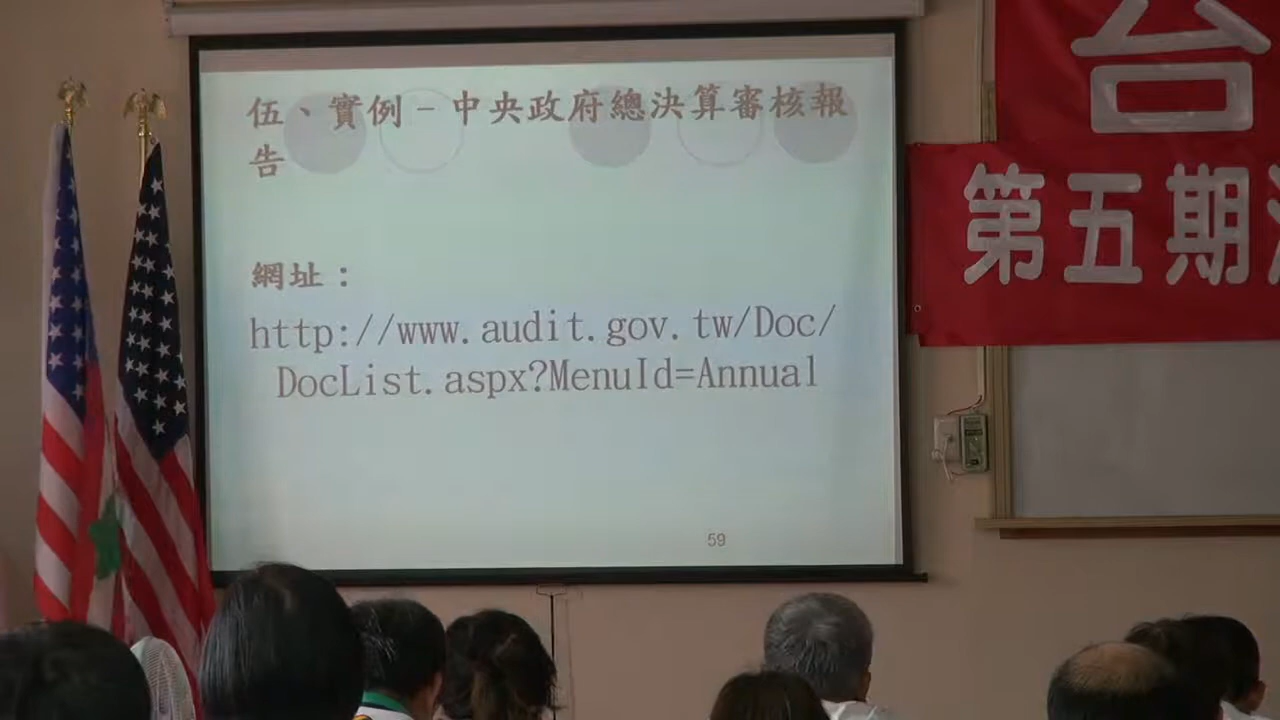 伍、實例–中央政府總決算審核報
告
網址：
http://www.audit.gov.tw/Doc/
DocList.aspx?MenuId=Annual
59
台
第五期